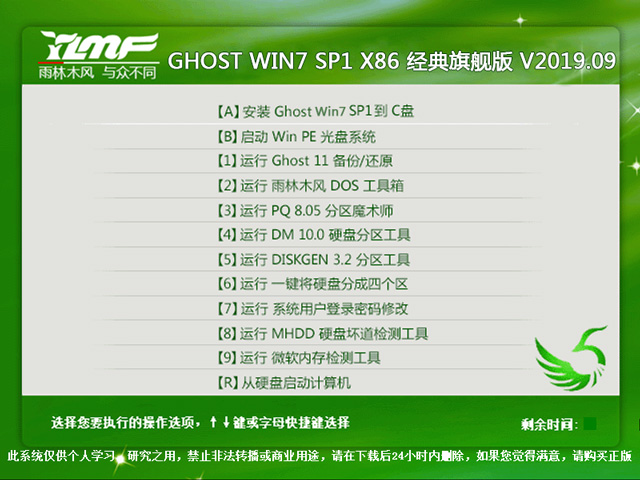 YLMF
雨林木风 与众不同
GHOST WIN7 SP1 X86 经典旗舰版 V2019.09
【A】安装 Ghost Win7 SP1到 C盘
【B】启动 Win PE 光盘系统
【1】运行 Ghost 11 备份/还原
【2】运行 雨林木风 DOS 工具箱
【3】运行 PQ 8.05 分区魔术师
【4】运行 DM 10.0 硬盘分区工具
【5】运行 DISKGEN 3.2 分区工具
【6】运行 一键将硬盘分成四个区
【7】运行 系统用户登录密码修改
【8】运行 MHDD 硬盘坏道检测工具
【9】运行 微软内存检测工具
【R】从硬盘启动计算机
选择您要执行的操作选项，↑↓键或字母快捷键选择
剩余时间:
此系统仅供个人学习、研究之用，禁止非法转播或商业用途，请在下载后24小时内删除，如果您觉得满意，请购买正版